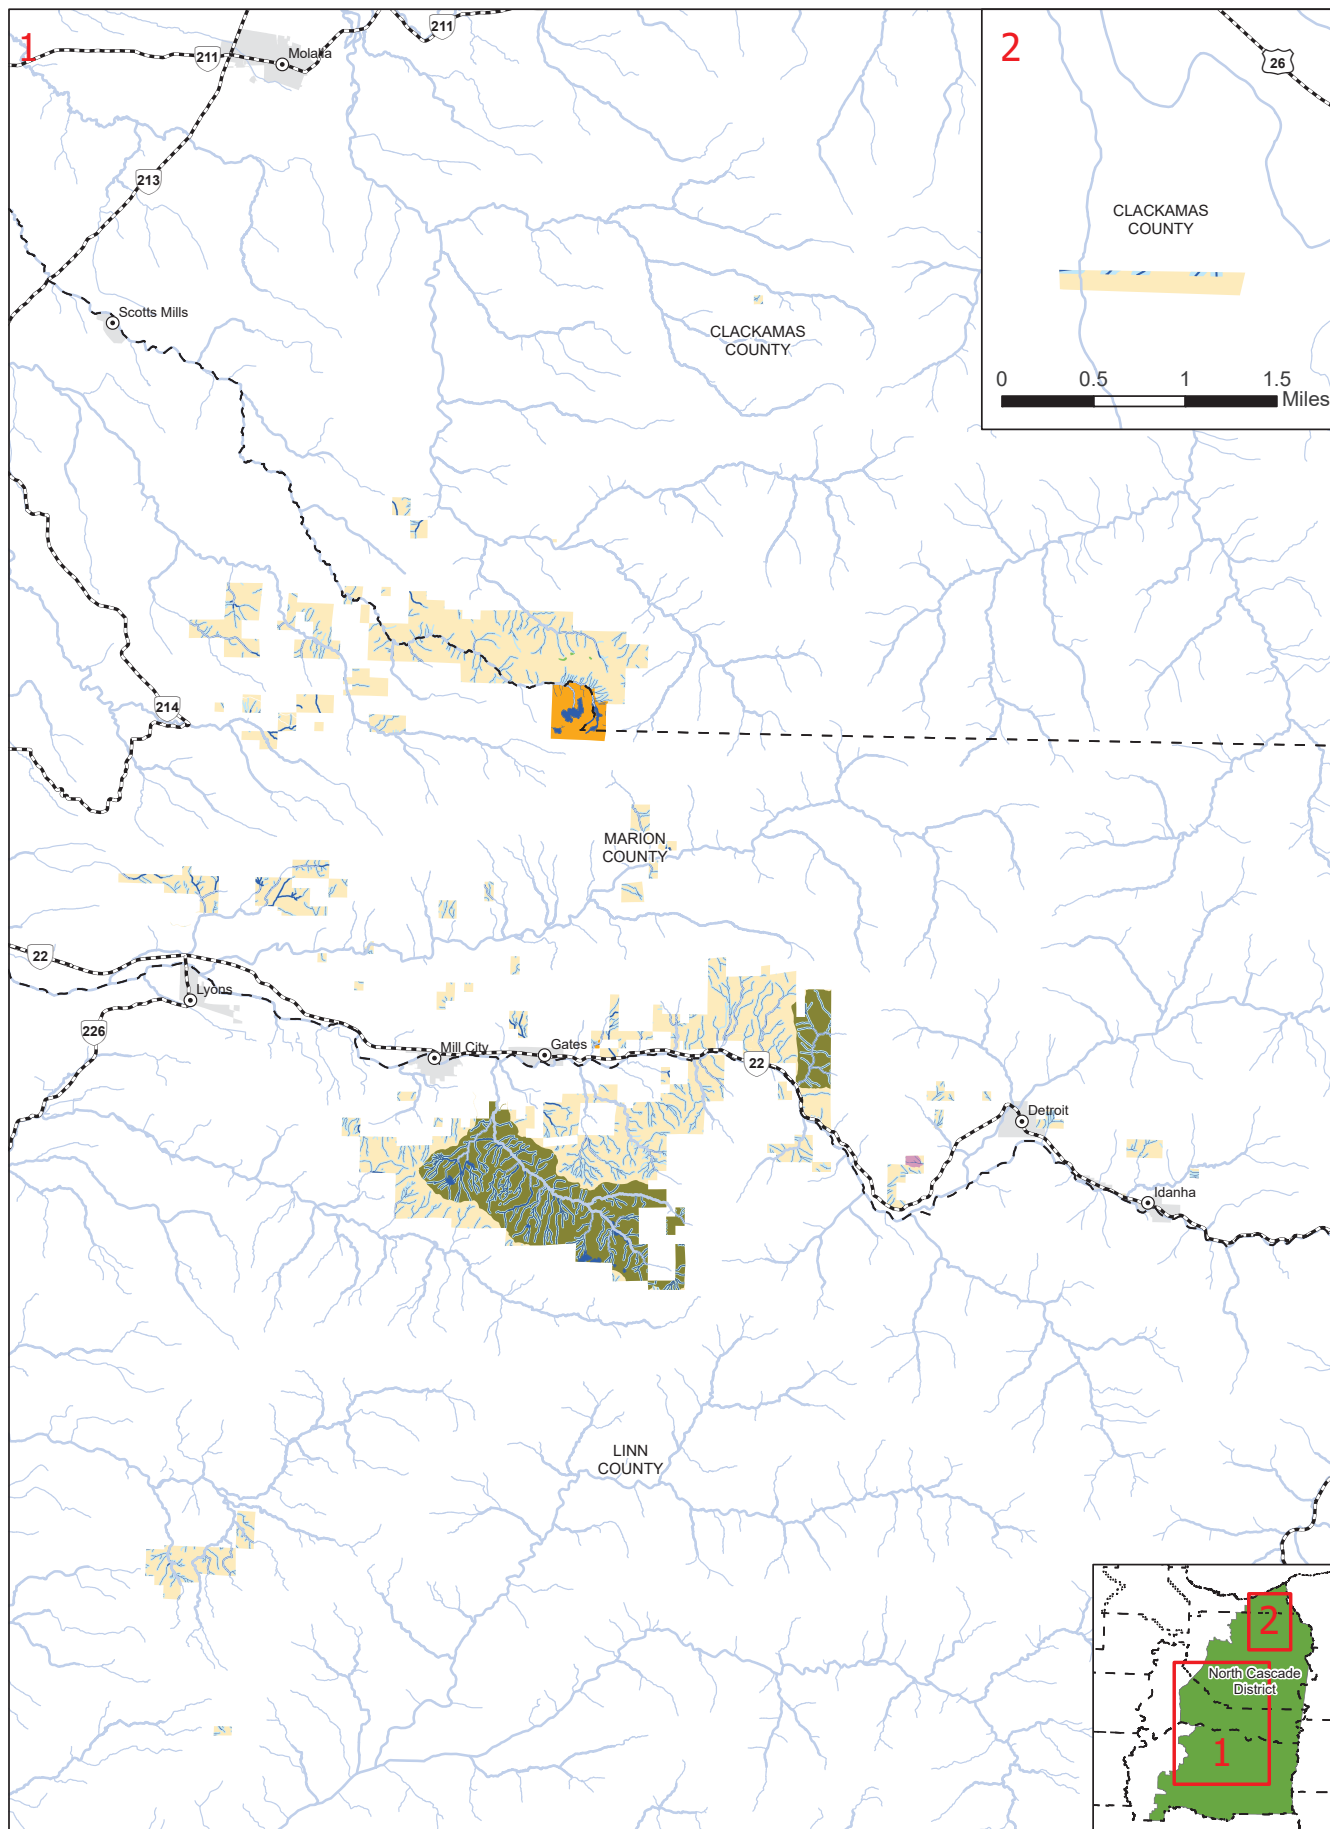 1
211
Molalla
211
2
26
213
CLACKAMAS
COUNTY
Scotts Mills
CLACKAMAS
COUNTY
0 0.5 1 1.5
Miles
214
MARION
COUNTY
22
Lyons
226
Mill City
Gates
22
Detroit
Idanha
LINN
COUNTY
2
North Cascade
District
1